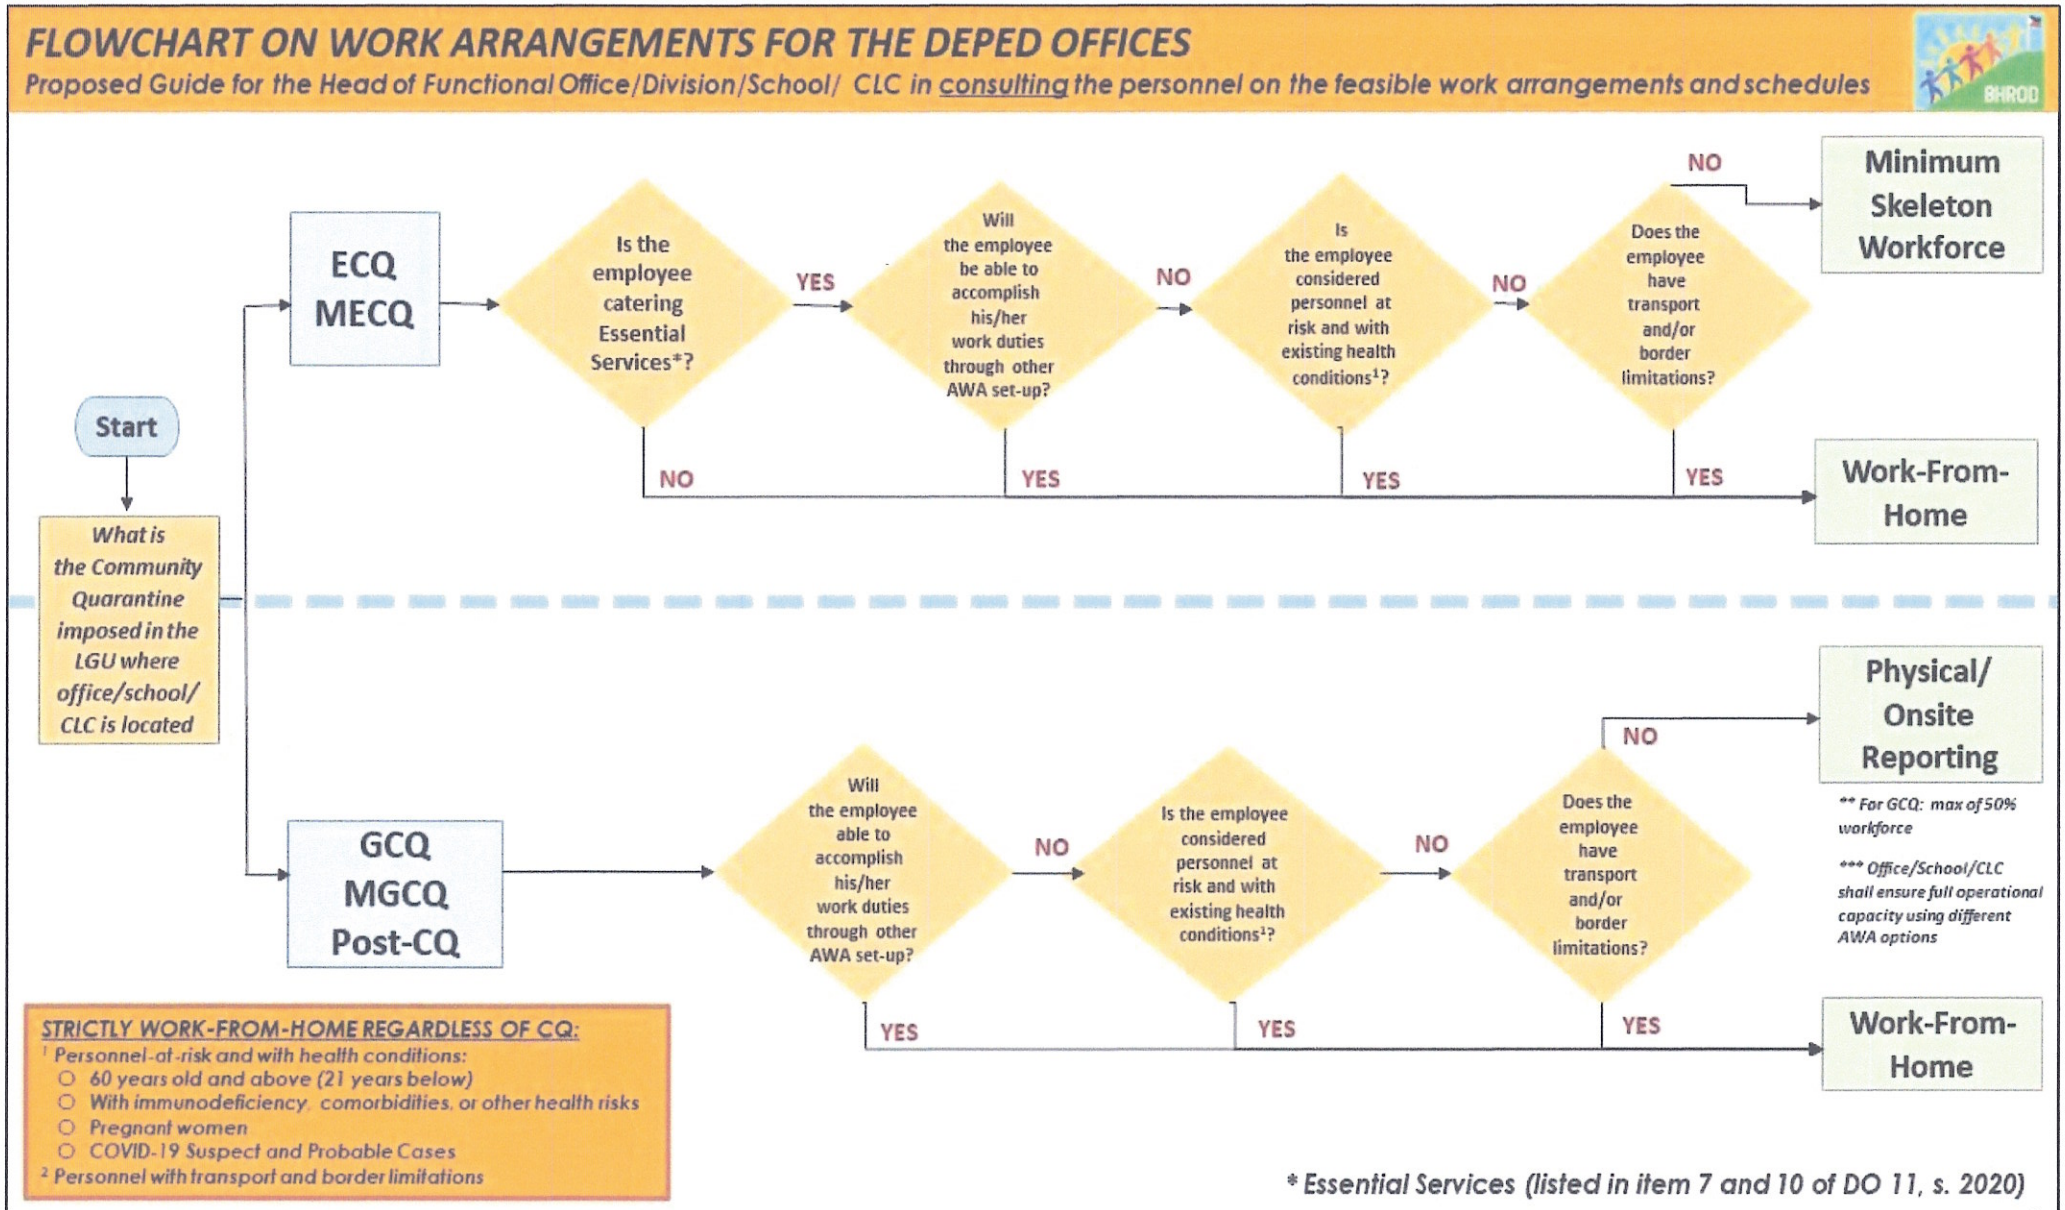 FLOWCHART ON WORK ARRANGEMENTS FOR THE DEPED OFFICES
Proposed Guide for the Head of Functional Office/Division/School/ CLC in consulting the personnel on the feasible work arrangements and schedules
BHROD
Start
What is
the Community
Quarantine
imposed in the
LGU where
office/school/
CLC is located
ECQ
MECQ
Is the
employee
catering
Essential
Services*?
YES
NO
Will
the employee
be able to
accomplish
his/her
work duties
through other
AWA set-up?
NO
YES
Is
the employee
considered
personnel at
risk and with
existing health
conditions¹?
NO
YES
Does the
employee
have
transport
and/or
border
limitations?
NO
YES
Minimum
Skeleton
Workforce
Work-From-
Home
GCQ
MGCQ
Post-CQ
Will
the employee
able to
accomplish
his/her
work duties
through other
AWA set-up?
NO
YES
Is the employee
considered
personnel at
risk and with
existing health
conditions¹?
NO
YES
Does the
employee
have
transport
and/or
border
limitations?
NO
YES
Physical/
Onsite
Reporting
** For GCQ: max of 50%
workforce
*** Office/School/CLC
shall ensure full operational
capacity using different
AWA options
Work-From-
Home
STRICTLY WORK-FROM-HOME REGARDLESS OF CQ:
¹ Personnel-at-risk and with health conditions:
O 60 years old and above (21 years below)
O With immunodeficiency, comorbidities, or other health risks
O Pregnant women
O COVID-19 Suspect and Probable Cases
² Personnel with transport and border limitations
* Essential Services (listed in item 7 and 10 of DO 11, s. 2020)